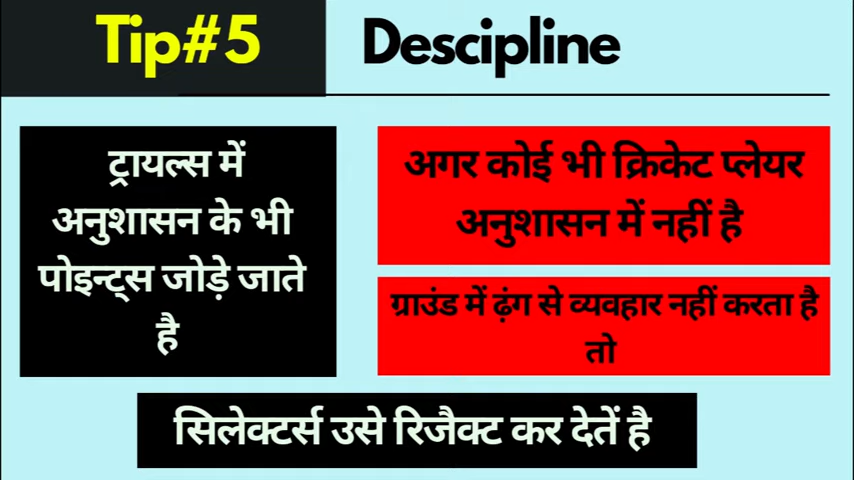 Tip#5
Descipline
ट्रायल्स में
अनुशासन के भी
पोइन्ट्स जोड़े जाते
है
अगर कोई भी क्रिकेट प्लेयर
अनुशासन में नहीं है
ग्राउंड में ढ़ंग से व्यवहार नहीं करता है
तो
सिलेक्टर्स उसे रिजैक्ट कर देतें है